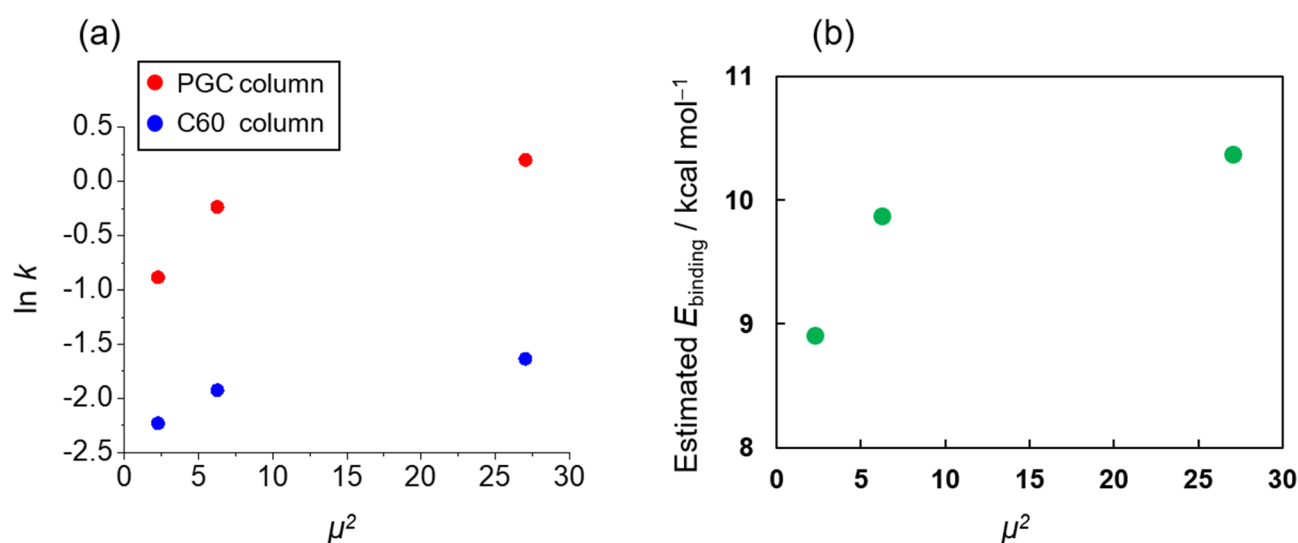 (a)
PGC column
C60 column
0.5
0.0
-0.5
-1.0
-1.5
-2.0
-2.5
ln k
0 5 10 15 20 25 30
μ²
(b)
11
10
9
8
Estimated E_binding / kcal mol⁻¹
0 5 10 15 20 25 30
μ²